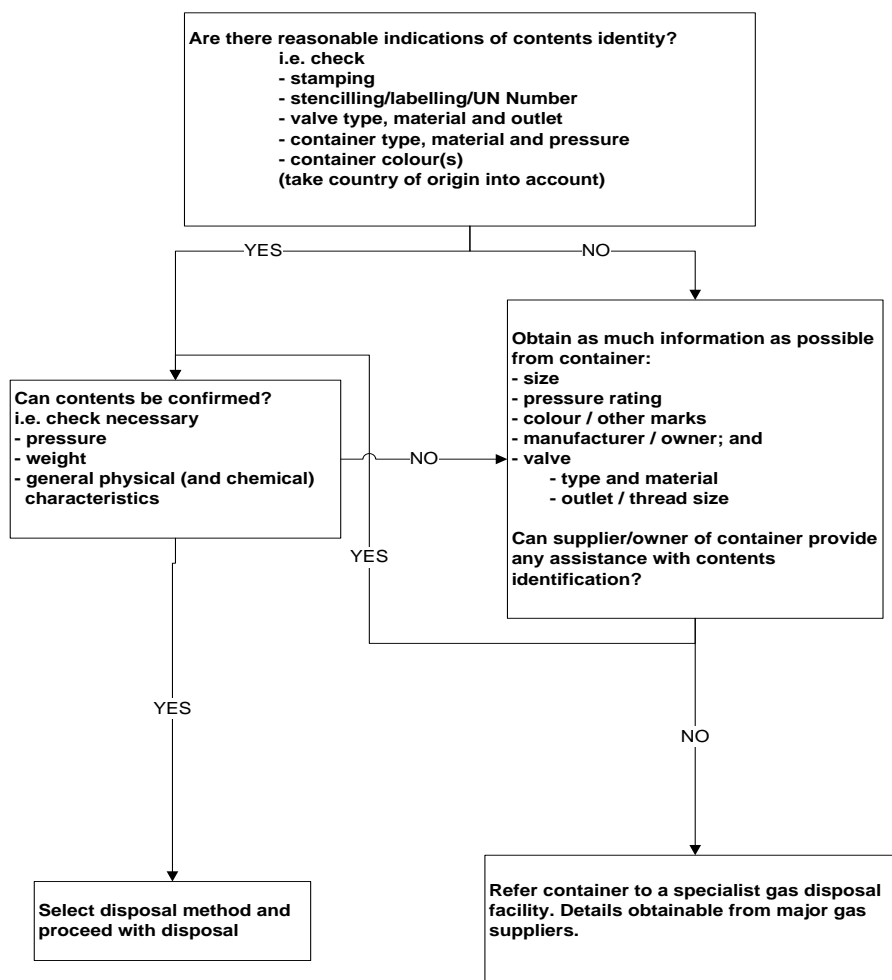 Are there reasonable indications of contents identity?
i.e. check
- stamping
- stencilling/labelling/UN Number
- valve type, material and outlet
- container type, material and pressure
- container colour(s)
(take country of origin into account)
YES
NO
Obtain as much information as possible
from container:
- size
- pressure rating
- colour / other marks
- manufacturer / owner; and
- valve
- type and material
- outlet / thread size
Can supplier/owner of container provide
any assistance with contents
identification?
Can contents be confirmed?
i.e. check necessary
- pressure
- weight
- general physical (and chemical)
characteristics
NO
YES
YES
NO
Select disposal method and
proceed with disposal
Refer container to a specialist gas disposal
facility. Details obtainable from major gas
suppliers.